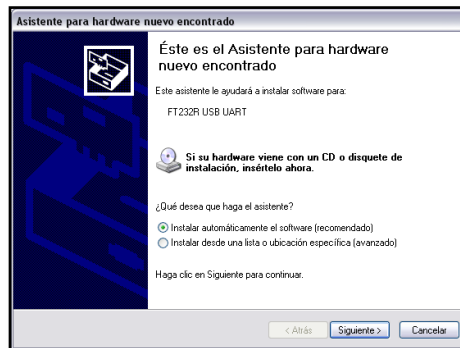 Asistente para hardware nuevo encontrado
Éste es el Asistente para hardware
nuevo encontrado
Este asistente le ayudará a instalar software para:
FT232R USB UART
Si su hardware viene con un CD o disquete de
instalación, insértelo ahora.
¿Qué desea que haga el asistente?
Instalar automáticamente el software (recomendado)
Instalar desde una lista o ubicación específica (avanzado)
Haga clic en Siguiente para continuar.
< Atrás Siguiente > Cancelar